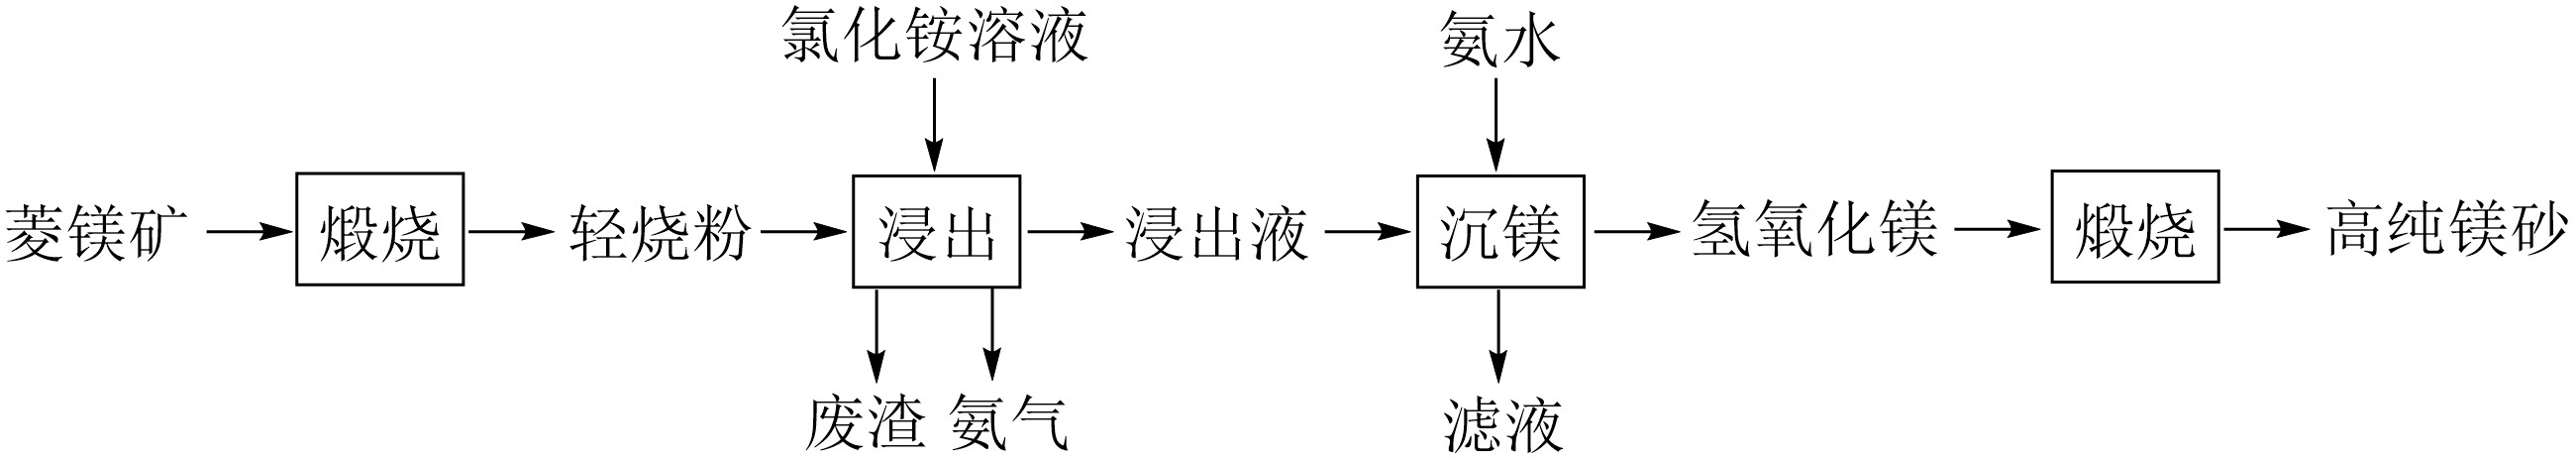 氯化铵溶液
氨水
菱镁矿
煅烧
轻烧粉
浸出
浸出液
沉镁
氢氧化镁
煅烧
高纯镁砂
废渣
氨气
滤液